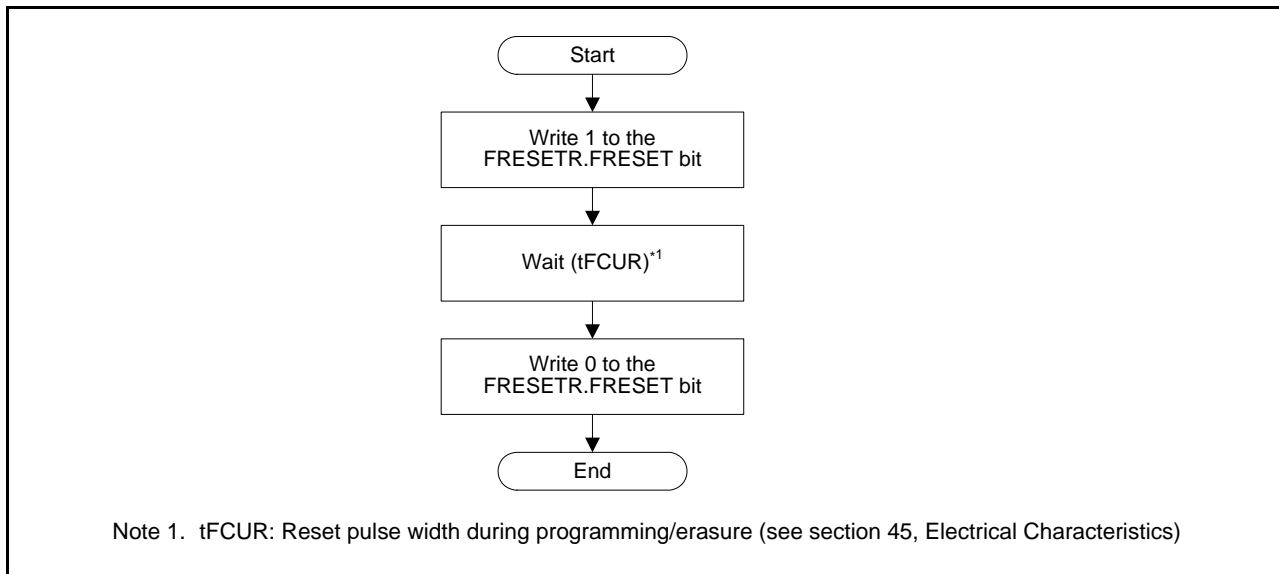 Start
Write 1 to the
FRESETR.FRESET bit
Wait (tFCUR)*1
Write 0 to the
FRESETR.FRESET bit
End
Note 1. tFCUR: Reset pulse width during programming/erasure (see section 45, Electrical Characteristics)